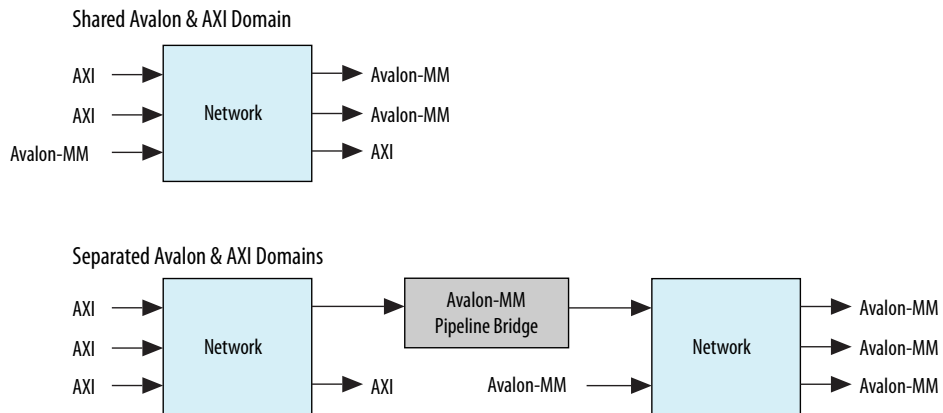 Shared Avalon & AXI Domain
AXI
AXI
Avalon-MM
Network
Avalon-MM
Avalon-MM
AXI
Separated Avalon & AXI Domains
AXI
AXI
AXI
Network
AXI
Avalon-MM
Pipeline Bridge
Avalon-MM
Network
Avalon-MM
Avalon-MM
Avalon-MM